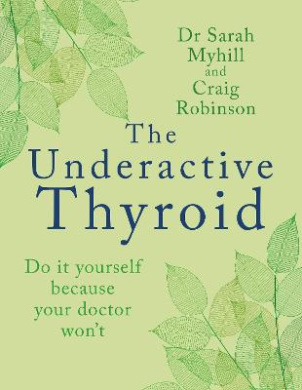 Dr Sarah
Myhill
and
Craig
Robinson
The
Underactive
Thyroid
Do it yourself
because
your doctor
won't